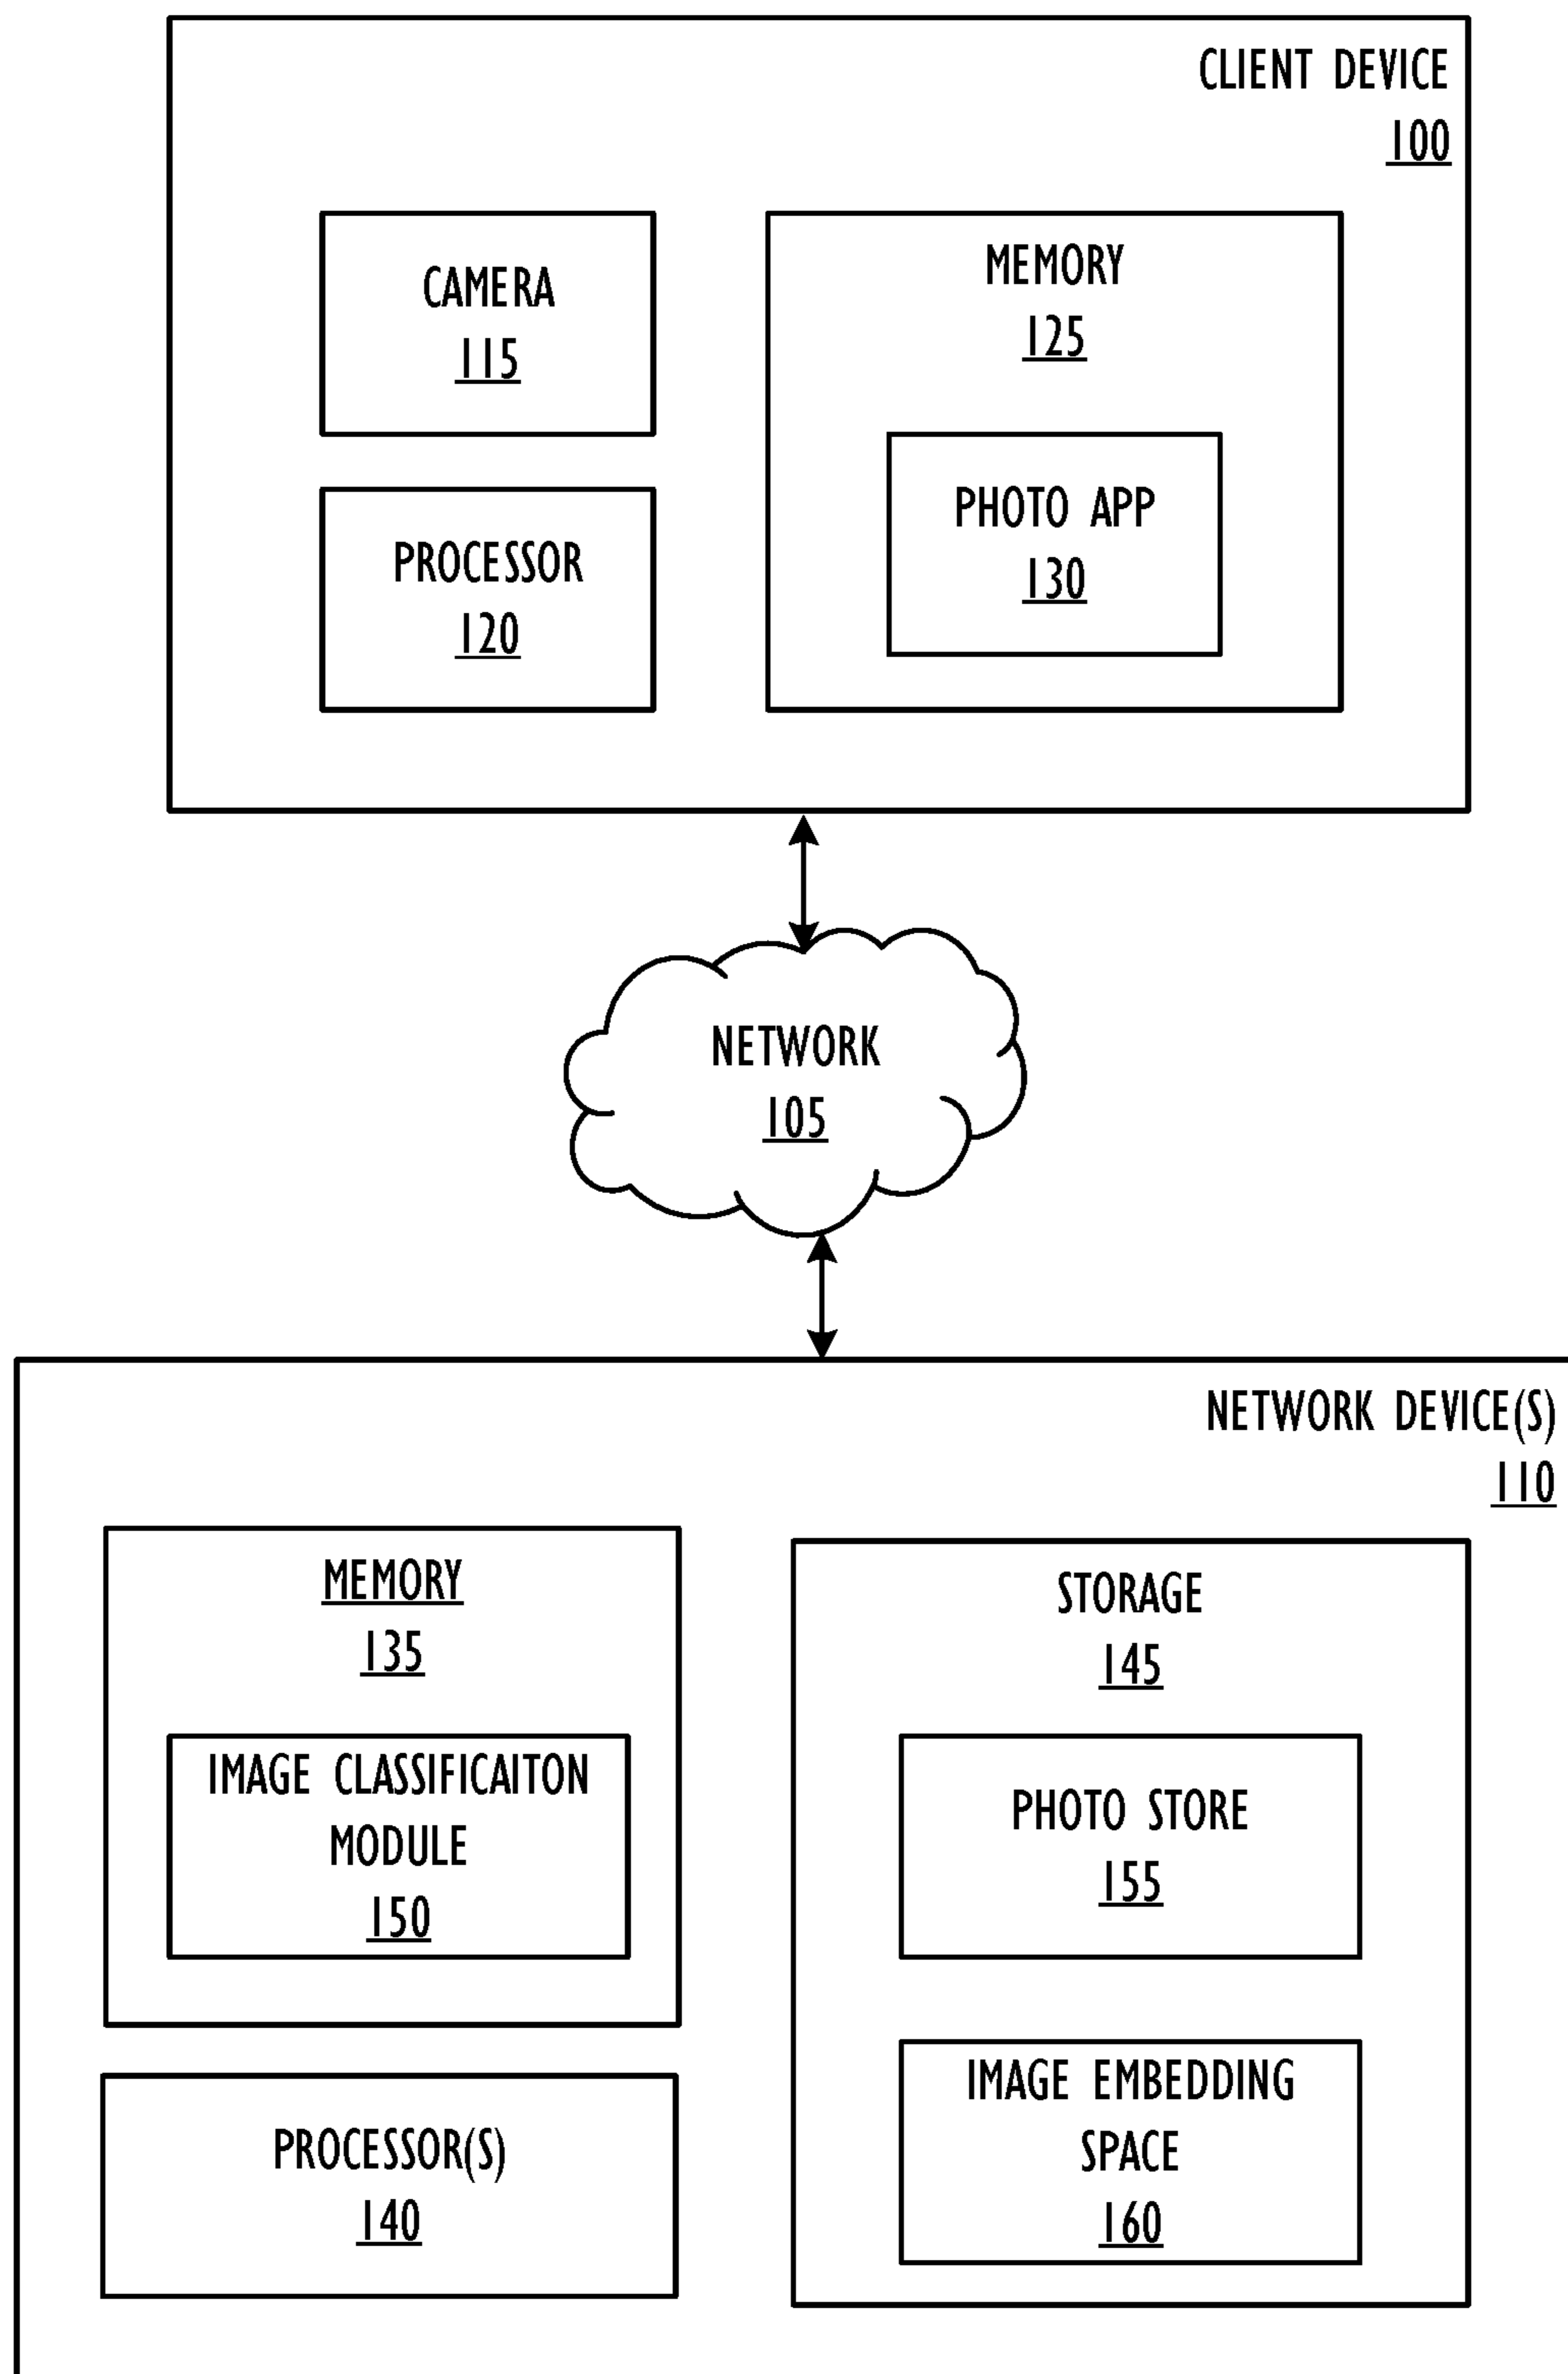 CLIENT DEVICE
100
CAMERA
115
PROCESSOR
120
MEMORY
125
PHOTO APP
130
NETWORK
105
NETWORK DEVICE(S)
110
MEMORY
135
IMAGE CLASSIFICAITON
MODULE
150
PROCESSOR(S)
140
STORAGE
145
PHOTO STORE
155
IMAGE EMBEDDING
SPACE
160